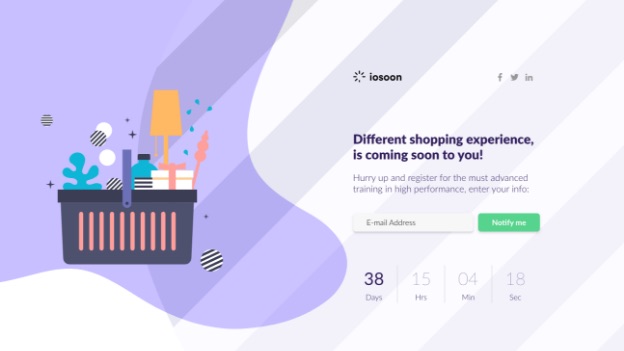 iosoon
Different shopping experience,
is coming soon to you!
Hurry up and register for the must advanced
training in high performance, enter your info:
E-mail Address
Notify me
38 15 04 18
Days Hrs Min Sec